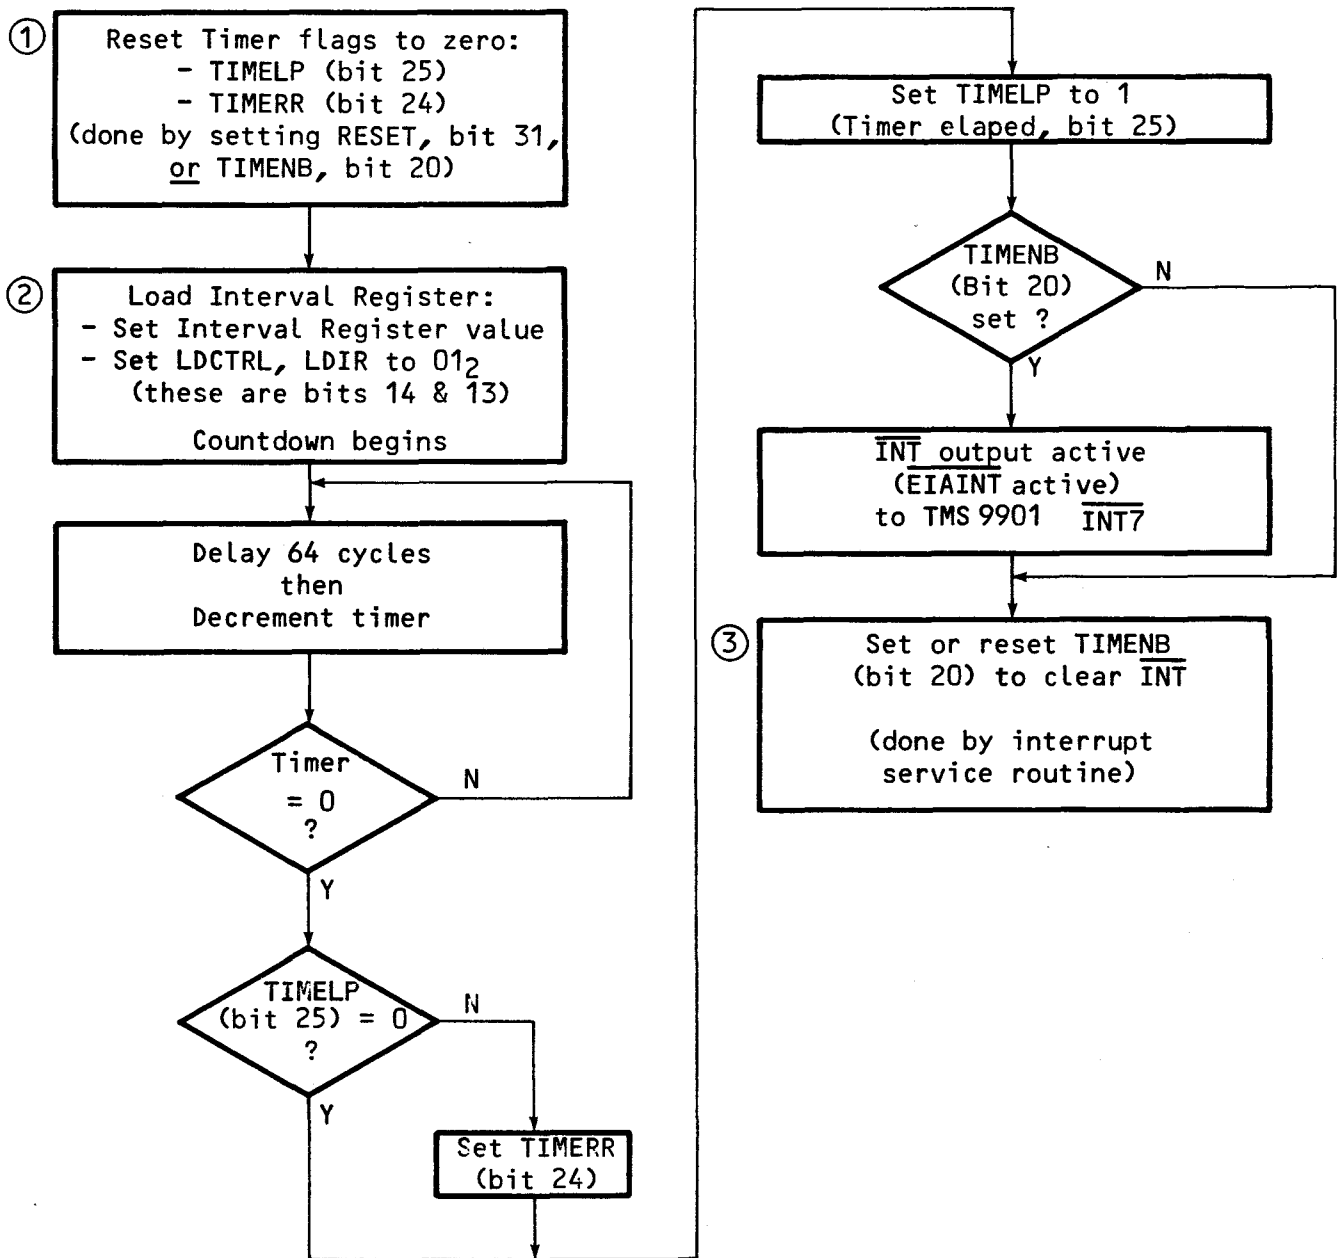 ①
Reset Timer flags to zero:
- TIMELP (bit 25)
- TIMERR (bit 24)
(done by setting RESET, bit 31,
or TIMENB, bit 20)
②
Load Interval Register:
- Set Interval Register value
- Set LDCTRL, LDIR to 01₂
(these are bits 14 & 13)
Countdown begins
Delay 64 cycles
then
Decrement timer
Timer
= 0
?
N
Y
TIMELP
(bit 25) = 0
?
N
Y
Set TIMERR
(bit 24)
Set TIMELP to 1
(Timer elaped, bit 25)
TIMENB
(Bit 20)
set ?
N
Y
I̅N̅T̅ output active
(E̅I̅A̅I̅N̅T̅ active)
to TMS 9901 I̅N̅T̅7̅
③
Set or reset TIMENB
(bit 20) to clear I̅N̅T̅
(done by interrupt
service routine)